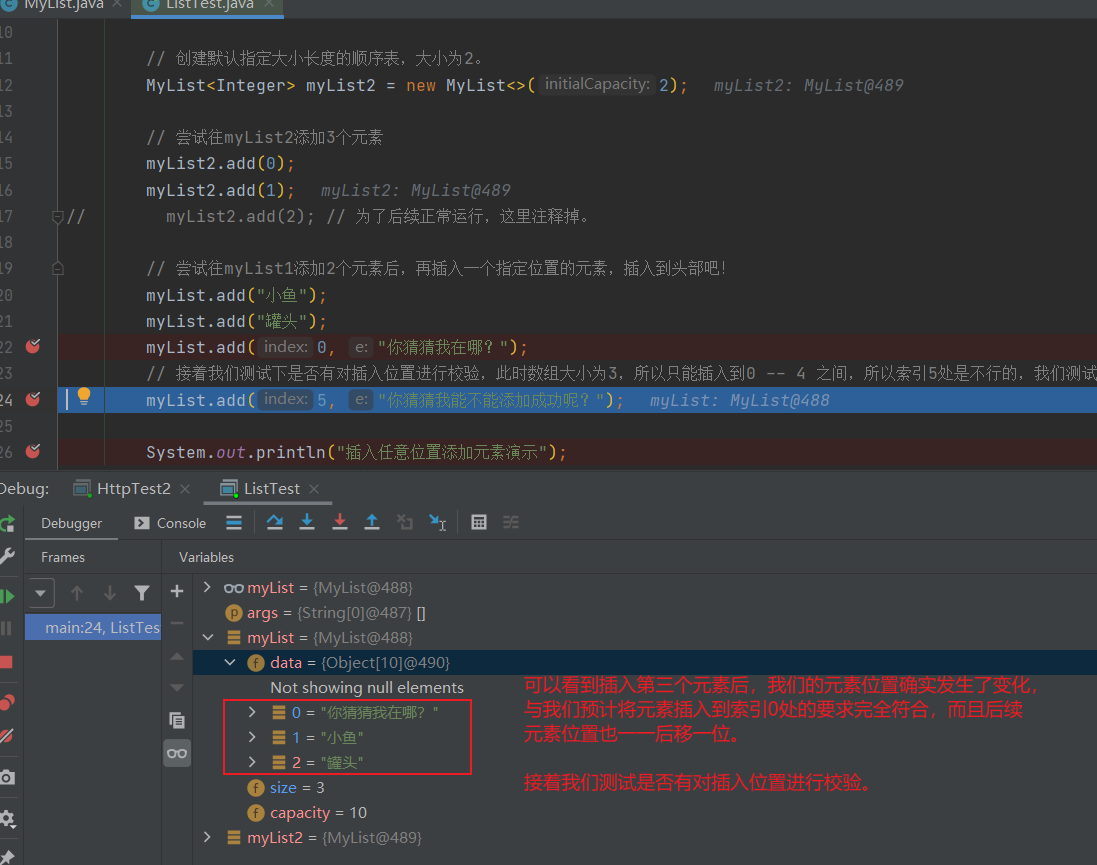 MyList.java
ListTest.java
10
11 // 创建默认指定大小长度的顺序表，大小为2。
12 MyList<Integer> myList2 = new MyList<>( initialCapacity: 2); myList2: MyList@489
13
14 // 尝试往myList2添加3个元素
15 myList2.add(0);
16 myList2.add(1); myList2: MyList@489
17 // myList2.add(2); // 为了后续正常运行，这里注释掉。
18
19 // 尝试往myList1添加2个元素后，再插入一个指定位置的元素，插入到头部吧！
20 myList.add("小鱼");
21 myList.add("罐头");
22 myList.add( index: 0, e: "你猜猜我在哪？");
23 // 接着我们测试下是否有对插入位置进行校验，此时数组大小为3，所以只能插入到0 -- 4 之间，所以索引5处是不行的，我们测试
24 myList.add( index: 5, e: "你猜猜我能不能添加成功呢？"); myList: MyList@488
25
26 System.out.println("插入任意位置添加元素演示");
Debug: HttpTest2 ListTest
Debugger Console
Frames Variables
myList = {MyList@488}
args = {String[0]@487} []
main:24, ListTes
myList = {MyList@488}
data = {Object[10]@490}
Not showing null elements
0 = "你猜猜我在哪？"
1 = "小鱼"
2 = "罐头"
size = 3
capacity = 10
myList2 = {MyList@489}
可以看到插入第三个元素后，我们的元素位置确实发生了变化，
与我们预计将元素插入到索引0处的要求完全符合，而且后续
元素位置也一一后移一位。
接着我们测试是否有对插入位置进行校验。